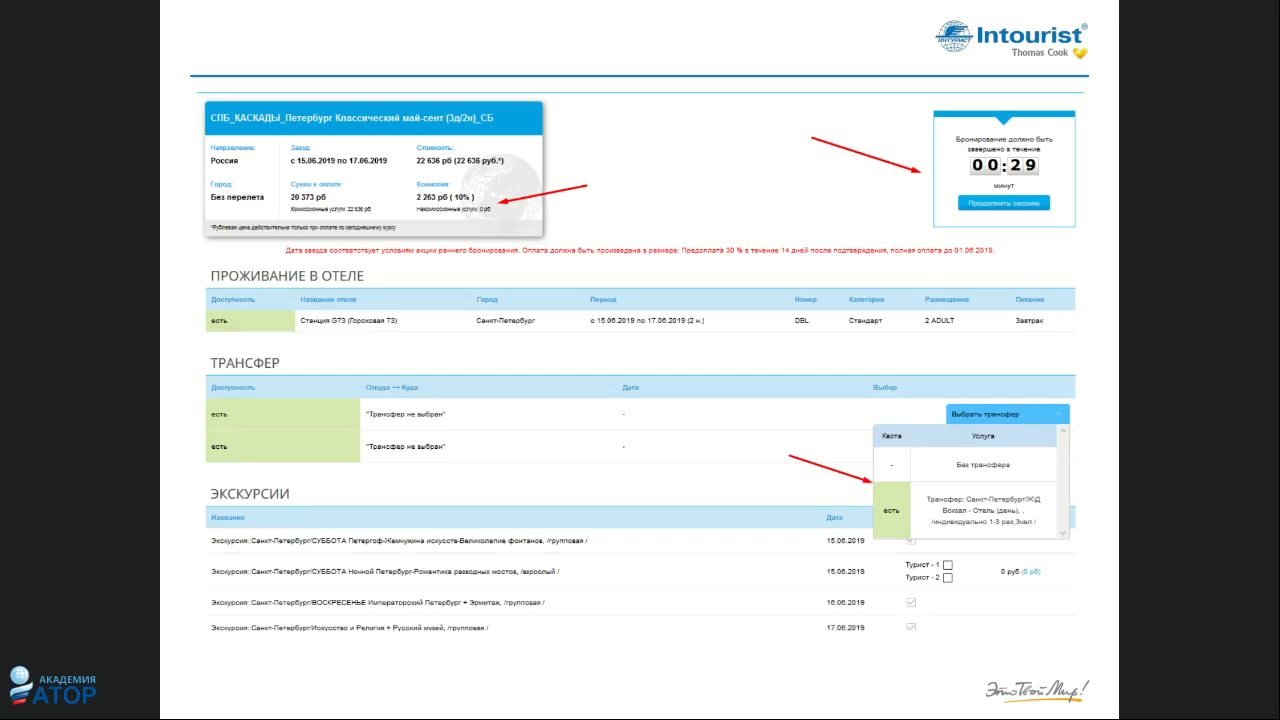 ИНТУРИСТ
Intourist®
Thomas Cook
СПБ_КАСКАДЫ_Петербург Классический май-сент (3д/2н)_СБ
Направление:
Заезд:
Стоимость:
Россия
с 15.06.2019 по 17.06.2019
22 636 рб (22 636 руб.*)
Город:
Сумма к оплате:
Комиссия:
Без перелета
20 373 рб
2 263 рб ( 10% )
Комиссионные услуги: 22 636 рб
Некомиссионные услуги: 0 рб
*Рублевая цена действительна только при оплате по сегодняшнему курсу
Бронирование должно быть
завершено в течение
00:29
минут
Продолжить сессию
Дата заезда соответствует условиям акции раннего бронирования. Оплата должна быть произведена в размере: Предоплата 30 % в течение 14 дней после подтверждения, полная оплата до 01.06.2019.
ПРОЖИВАНИЕ В ОТЕЛЕ
Доступность Название отеля Город Период Номер Категория Размещение Питание
есть Станция G73 (Гороховая 73) Санкт-Петербург с 15.06.2019 по 17.06.2019 (2 н.) DBL Стандарт 2 ADULT Завтрак
ТРАНСФЕР
Доступность Откуда → Куда Дата Выбор
есть "Трансфер не выбран" - Выбрать трансфер
есть "Трансфер не выбран" -
Квота Услуга
- Без трансфера
есть
Трансфер::Санкт-Петербург/Ж\Д
Вокзал - Отель (день), ,
/индивидуально 1-3 pax,3чел /
ЭКСКУРСИИ
Название Дата
Экскурсия::Санкт-Петербург/СУББОТА Петергоф-Жемчужина искусств-Великолепие фонтанов, /групповая / 15.06.2019
Экскурсия::Санкт-Петербург/СУББОТА Ночной Петербург-Романтика разводных мостов, /взрослый / 15.06.2019
Турист - 1
Турист - 2
0 руб (0 рб)
Экскурсия::Санкт-Петербург/ВОСКРЕСЕНЬЕ Императорский Петербург + Эрмитаж, /групповая / 16.06.2019
Экскурсия::Санкт-Петербург/Искусство и Религия + Русский музей, /групповая / 17.06.2019
АКАДЕМИЯ
АТОР
Это Твой Мир!